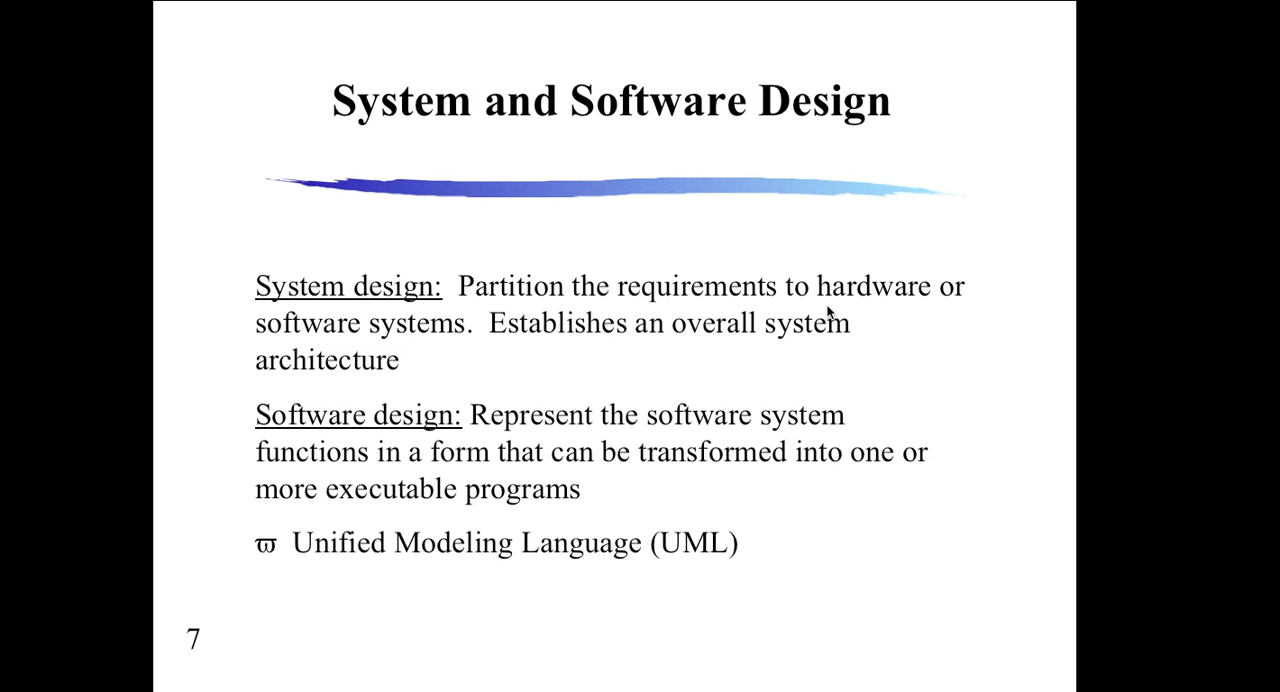 System and Software Design
System design:  Partition the requirements to hardware or
software systems.  Establishes an overall system
architecture
Software design: Represent the software system
functions in a form that can be transformed into one or
more executable programs
ϖ  Unified Modeling Language (UML)
7